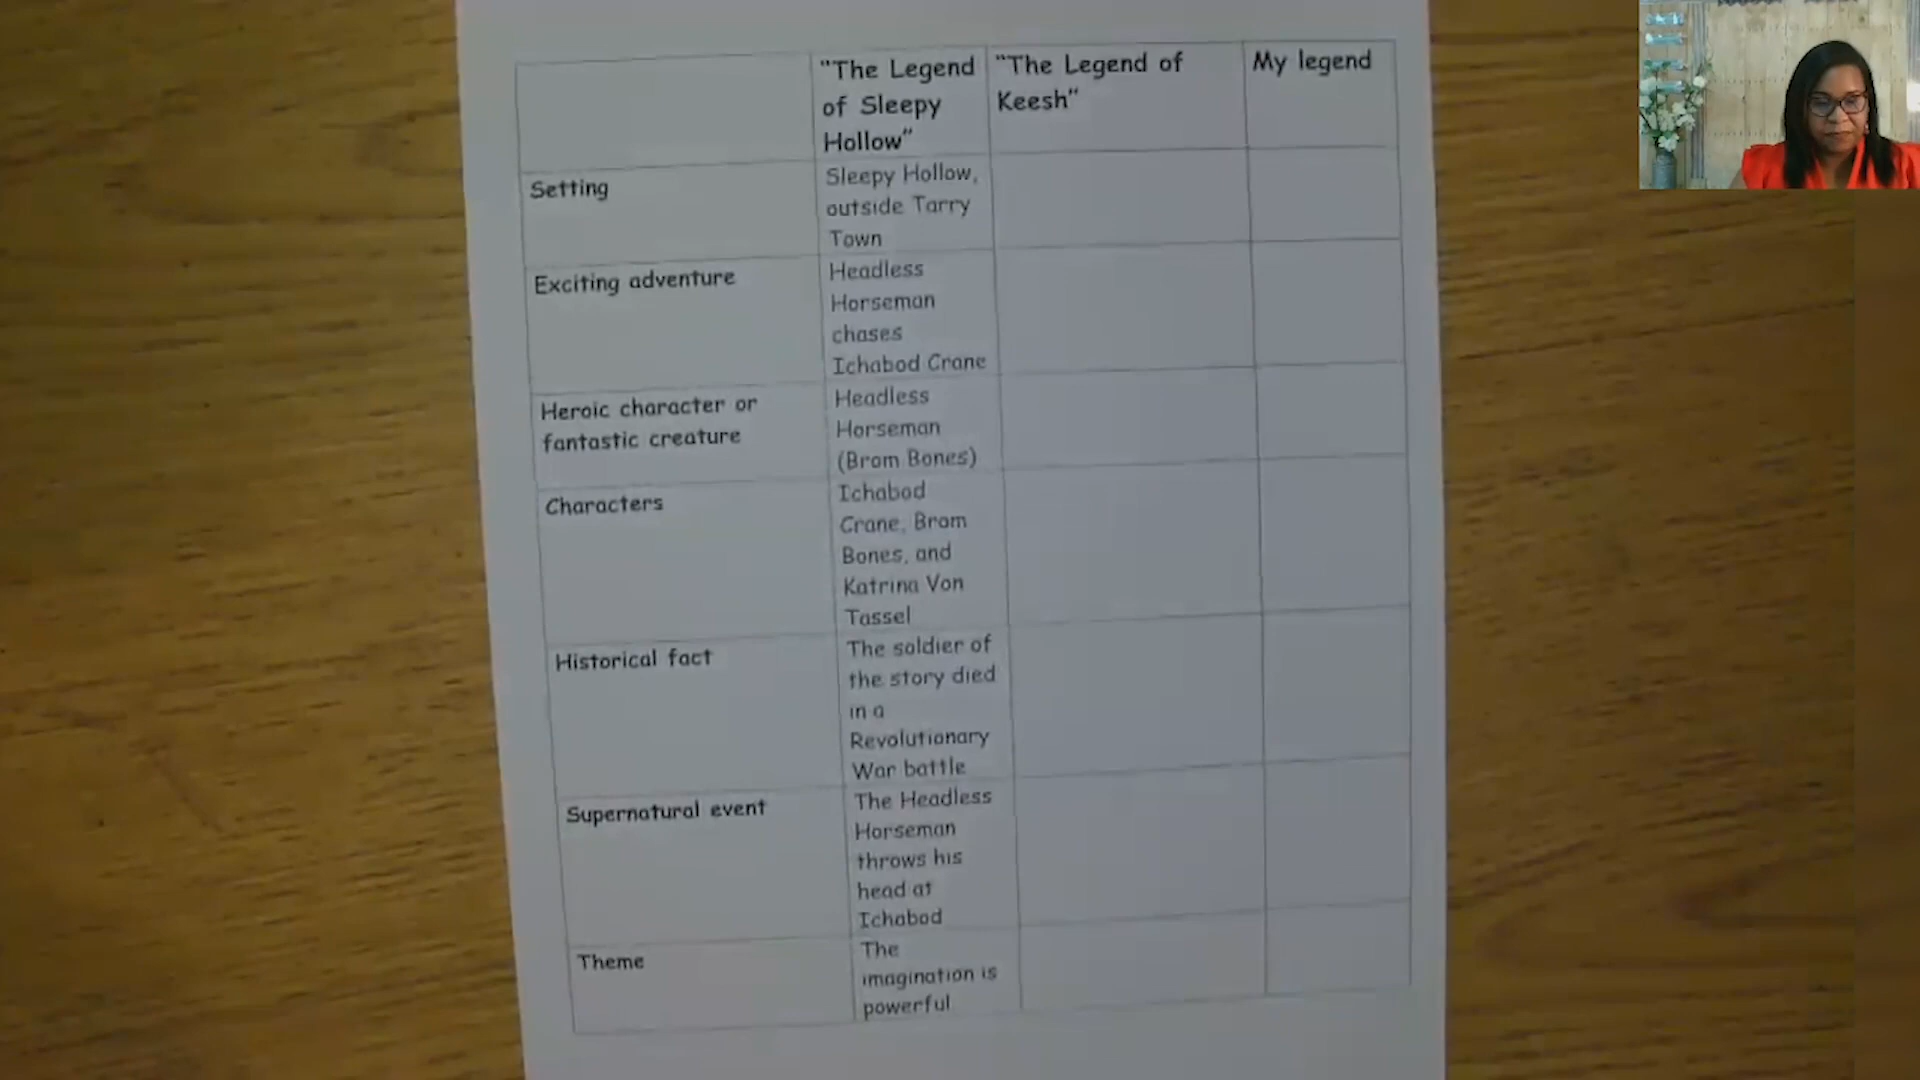 "The Legend
of Sleepy
Hollow"
"The Legend of
Keesh"
My legend
Setting
Sleepy Hollow,
outside Tarry
Town
Exciting adventure
Headless
Horseman
chases
Ichabod Crane
Heroic character or
fantastic creature
Headless
Horseman
(Brom Bones)
Characters
Ichabod
Crane, Brom
Bones, and
Katrina Von
Tassel
Historical fact
The soldier of
the story died
in a
Revolutionary
War battle
Supernatural event
The Headless
Horseman
throws his
head at
Ichabod
Theme
The
imagination is
powerful